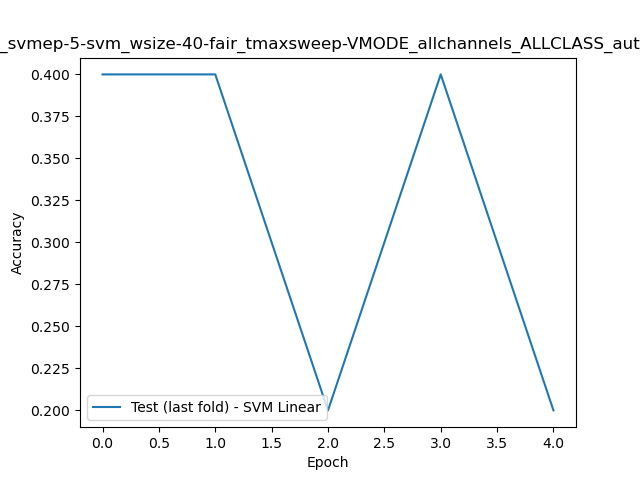 _svmep-5-svm_wsize-40-fair_tmaxsweep-VMODE_allchannels_ALLCLASS_aut
0.400
0.375
0.350
0.325
0.300
0.275
0.250
0.225
0.200
Accuracy
Test (last fold) - SVM Linear
0.0 0.5 1.0 1.5 2.0 2.5 3.0 3.5 4.0
Epoch